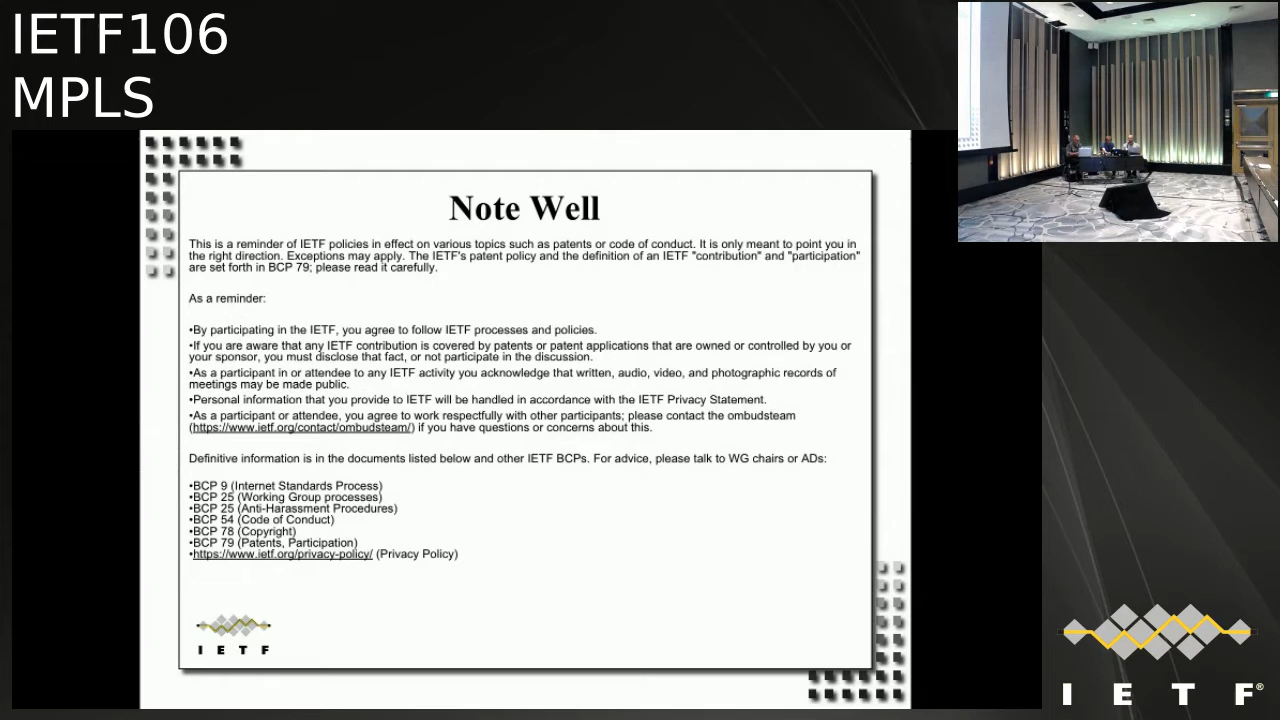 IETF106
MPLS
Note Well
This is a reminder of IETF policies in effect on various topics such as patents or code of conduct. It is only meant to point you in
the right direction. Exceptions may apply. The IETF's patent policy and the definition of an IETF "contribution" and "participation"
are set forth in BCP 79; please read it carefully.
As a reminder:
•By participating in the IETF, you agree to follow IETF processes and policies.
•If you are aware that any IETF contribution is covered by patents or patent applications that are owned or controlled by you or
your sponsor, you must disclose that fact, or not participate in the discussion.
•As a participant in or attendee to any IETF activity you acknowledge that written, audio, video, and photographic records of
meetings may be made public.
•Personal information that you provide to IETF will be handled in accordance with the IETF Privacy Statement.
•As a participant or attendee, you agree to work respectfully with other participants; please contact the ombudsteam
(https://www.ietf.org/contact/ombudsteam/) if you have questions or concerns about this.
Definitive information is in the documents listed below and other IETF BCPs. For advice, please talk to WG chairs or ADs:
•BCP 9 (Internet Standards Process)
•BCP 25 (Working Group processes)
•BCP 25 (Anti-Harassment Procedures)
•BCP 54 (Code of Conduct)
•BCP 78 (Copyright)
•BCP 79 (Patents, Participation)
•https://www.ietf.org/privacy-policy/ (Privacy Policy)
I E T F
I E T F®